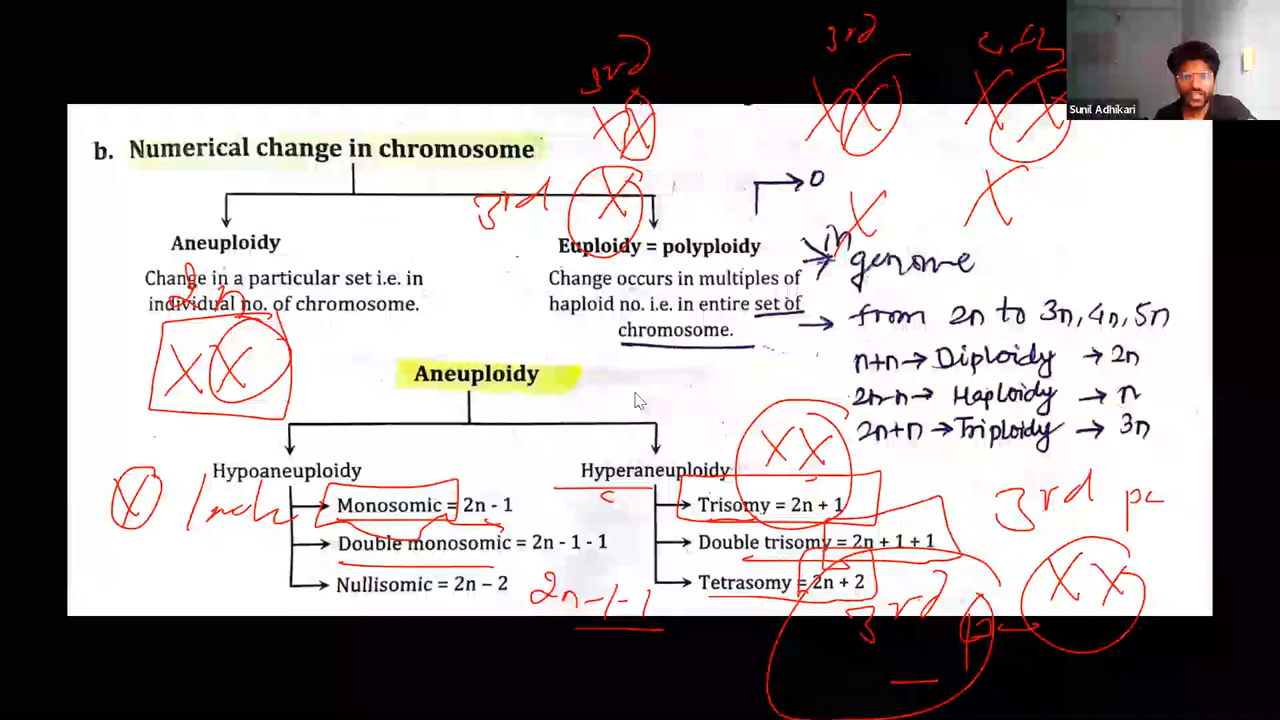 3rd
3rd
Sunil Adhikari
b. Numerical change in chromosome
3rd
→ 0
Aneuploidy
Euploidy = polyploidy
in genome
Change in a particular set i.e. in
individual no. of chromosome.
2n
Change occurs in multiples of
haploid no. i.e. in entire set of
chromosome.
→ from 2n to 3n, 4n, 5n
n+n → Diploidy → 2n
2n-n → Haploidy → n
2n+n → Triploidy → 3n
Aneuploidy
Hypoaneuploidy
Monosomic = 2n - 1
Double monosomic = 2n - 1 - 1
Nullisomic = 2n – 2
2n-1-1
Hyperaneuploidy
Trisomy = 2n + 1
Double trisomy = 2n + 1 + 1
Tetrasomy = 2n + 2
3rd
3rd